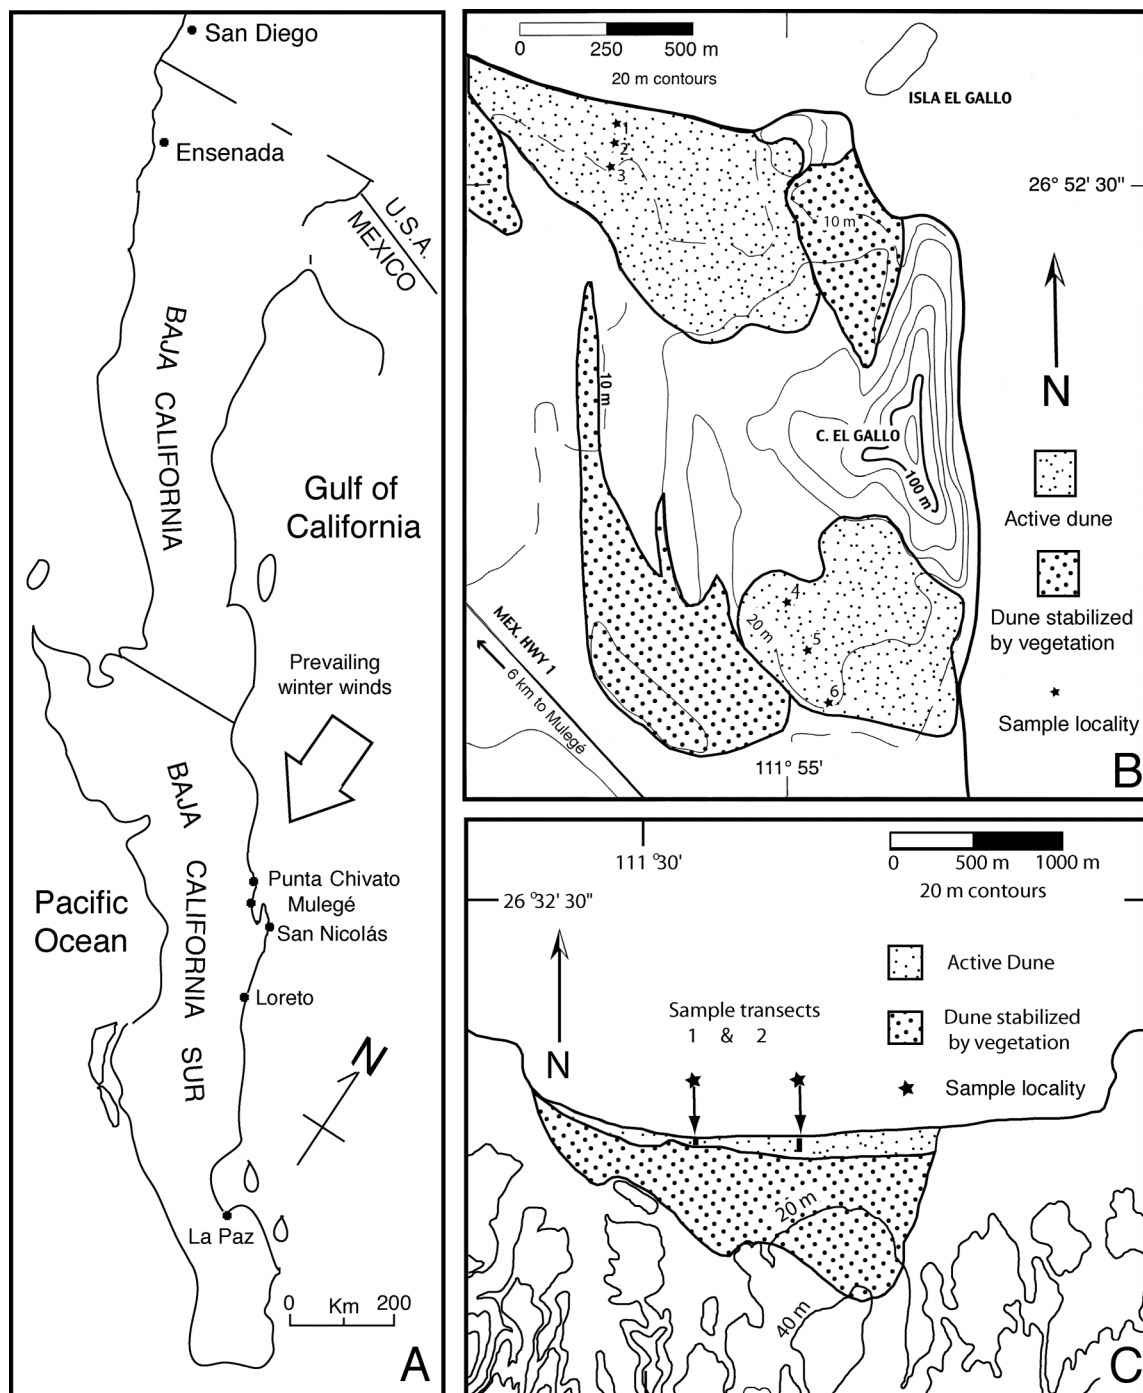 San Diego
Ensenada
U.S.A.
MEXICO
BAJA CALIFORNIA
Gulf of
California
Prevailing
winter winds
BAJA CALIFORNIA SUR
Pacific
Ocean
Punta Chivato
Mulegé
San Nicolás
Loreto
N
La Paz
0 Km 200
A
0 250 500 m
20 m contours
ISLA EL GALLO
1
2
3
26° 52' 30"
10 m
N
10 m
C. EL GALLO
100 m
Active dune
4
20 m
5
6
MEX. HWY 1
6 km to Mulegé
Dune stabilized
by vegetation
Sample locality
111° 55'
B
111°30'
0 500 m 1000 m
20 m contours
26°32' 30"
N
Active Dune
Sample transects
1 & 2
Dune stabilized
by vegetation
Sample locality
20 m
40 m
C